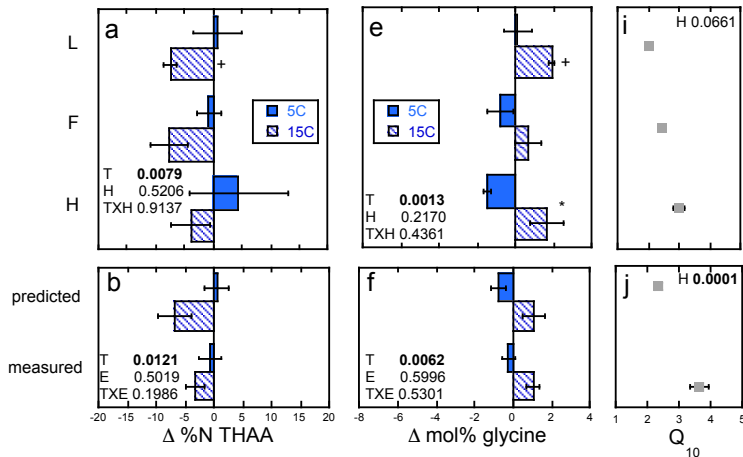 a
e
i
H 0.0661
L
+
+
5C
15C
5C
15C
F
T 0.0079
H 0.5206
TXH 0.9137
T 0.0013
H 0.2170
TXH 0.4361
*
H
b
f
j
H 0.0001
predicted
measured
T 0.0121
E 0.5019
TXE 0.1986
T 0.0062
E 0.5996
TXE 0.5301
-20 -15 -10 -5 0 5 10 15 20
-8 -6 -4 -2 0 2 4
1 2 3 4 5
Δ %N THAA
Δ mol% glycine
Q10